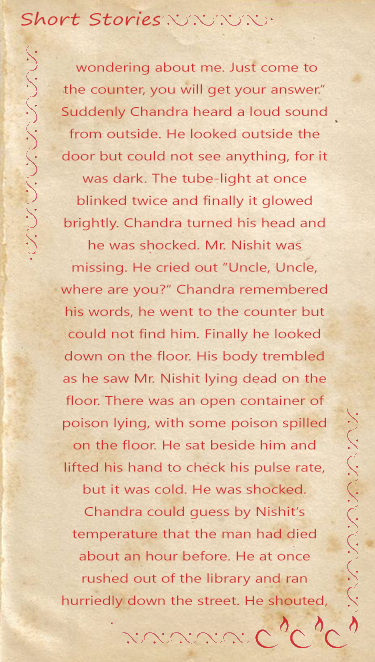 Short Stories
wondering about me. Just come to
the counter, you will get your answer.”
Suddenly Chandra heard a loud sound
from outside. He looked outside the
door but could not see anything, for it
was dark. The tube-light at once
blinked twice and finally it glowed
brightly. Chandra turned his head and
he was shocked. Mr. Nishit was
missing. He cried out “Uncle, Uncle,
where are you?” Chandra remembered
his words, he went to the counter but
could not find him. Finally he looked
down on the floor. His body trembled
as he saw Mr. Nishit lying dead on the
floor. There was an open container of
poison lying, with some poison spilled
on the floor. He sat beside him and
lifted his hand to check his pulse rate,
but it was cold. He was shocked.
Chandra could guess by Nishit’s
temperature that the man had died
about an hour before. He at once
rushed out of the library and ran
hurriedly down the street. He shouted,